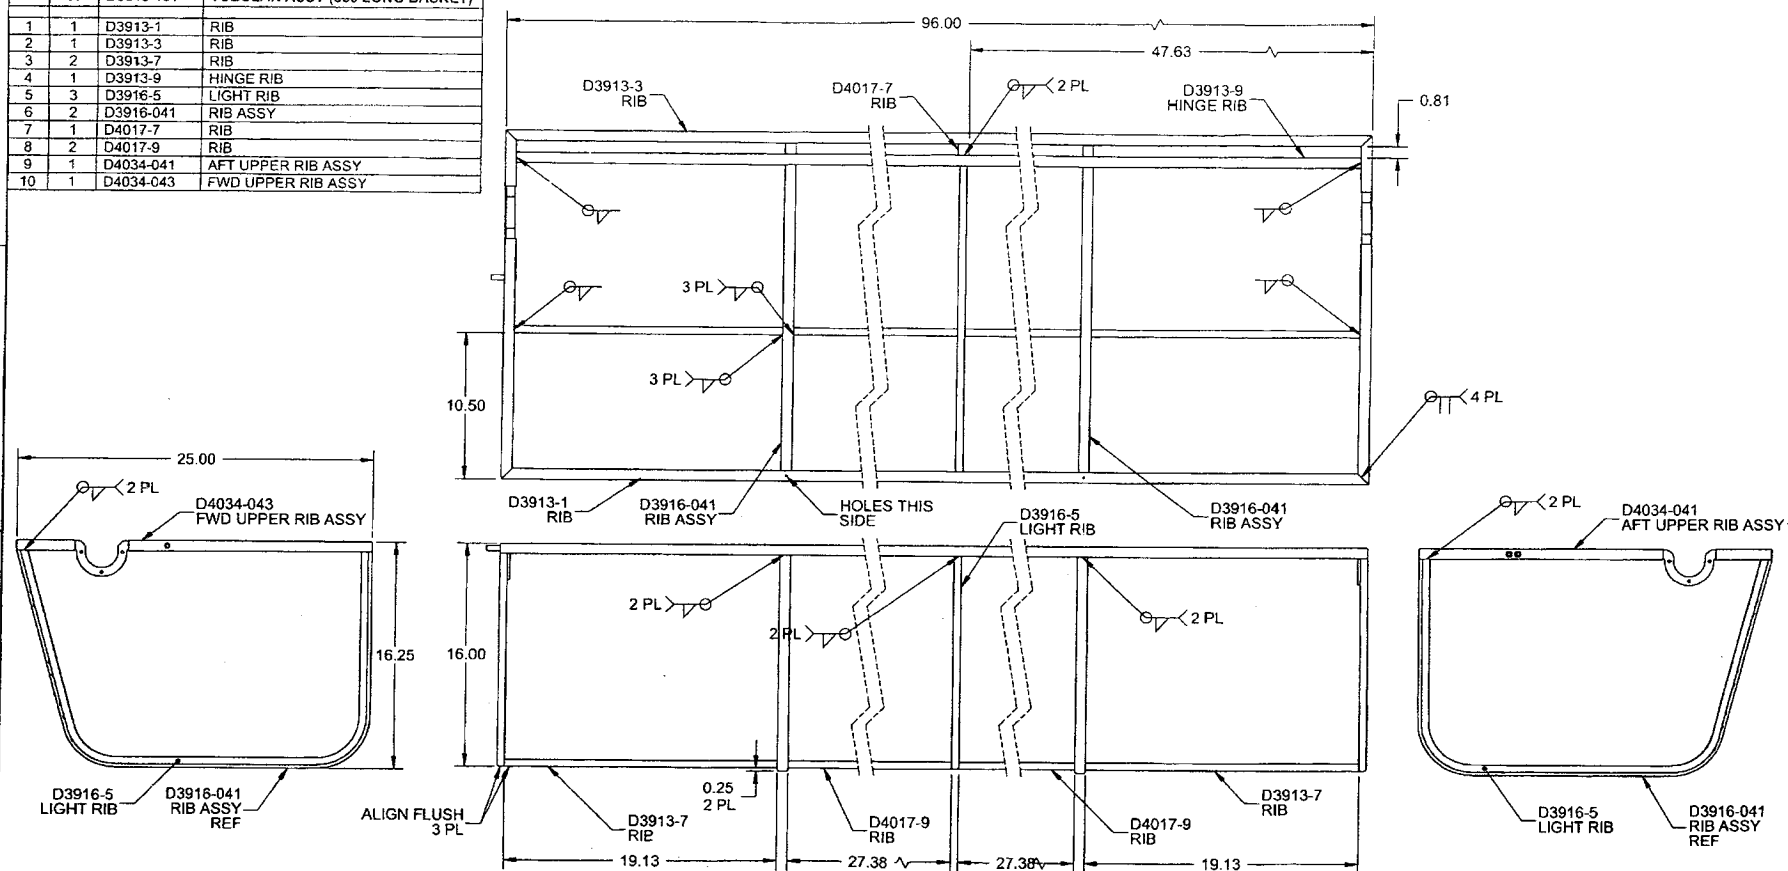 1 1 D3913-1 RIB
2 1 D3913-3 RIB
3 2 D3913-7 RIB
4 1 D3913-9 HINGE RIB
5 3 D3916-5 LIGHT RIB
6 2 D3916-041 RIB ASSY
7 1 D4017-7 RIB
8 2 D4017-9 RIB
9 1 D4034-041 AFT UPPER RIB ASSY
10 1 D4034-043 FWD UPPER RIB ASSY
96.00
47.63
D3913-3
RIB
D4017-7
RIB
2 PL
D3913-9
HINGE RIB
0.81
3 PL
3 PL
10.50
4 PL
D3913-1
RIB
D3916-041
RIB ASSY
HOLES THIS
SIDE
D3916-041
RIB ASSY
25.00
2 PL
D4034-043
FWD UPPER RIB ASSY
16.25
D3916-5
LIGHT RIB
D3916-041
RIB ASSY
REF
D3916-5
LIGHT RIB
16.00
2 PL
2 PL
2 PL
0.25
2 PL
ALIGN FLUSH
3 PL
D3913-7
RIB
D4017-9
RIB
D4017-9
RIB
D3913-7
RIB
19.13
27.38
27.38
19.13
2 PL
D4034-041
AFT UPPER RIB ASSY
D3916-5
LIGHT RIB
D3916-041
RIB ASSY
REF